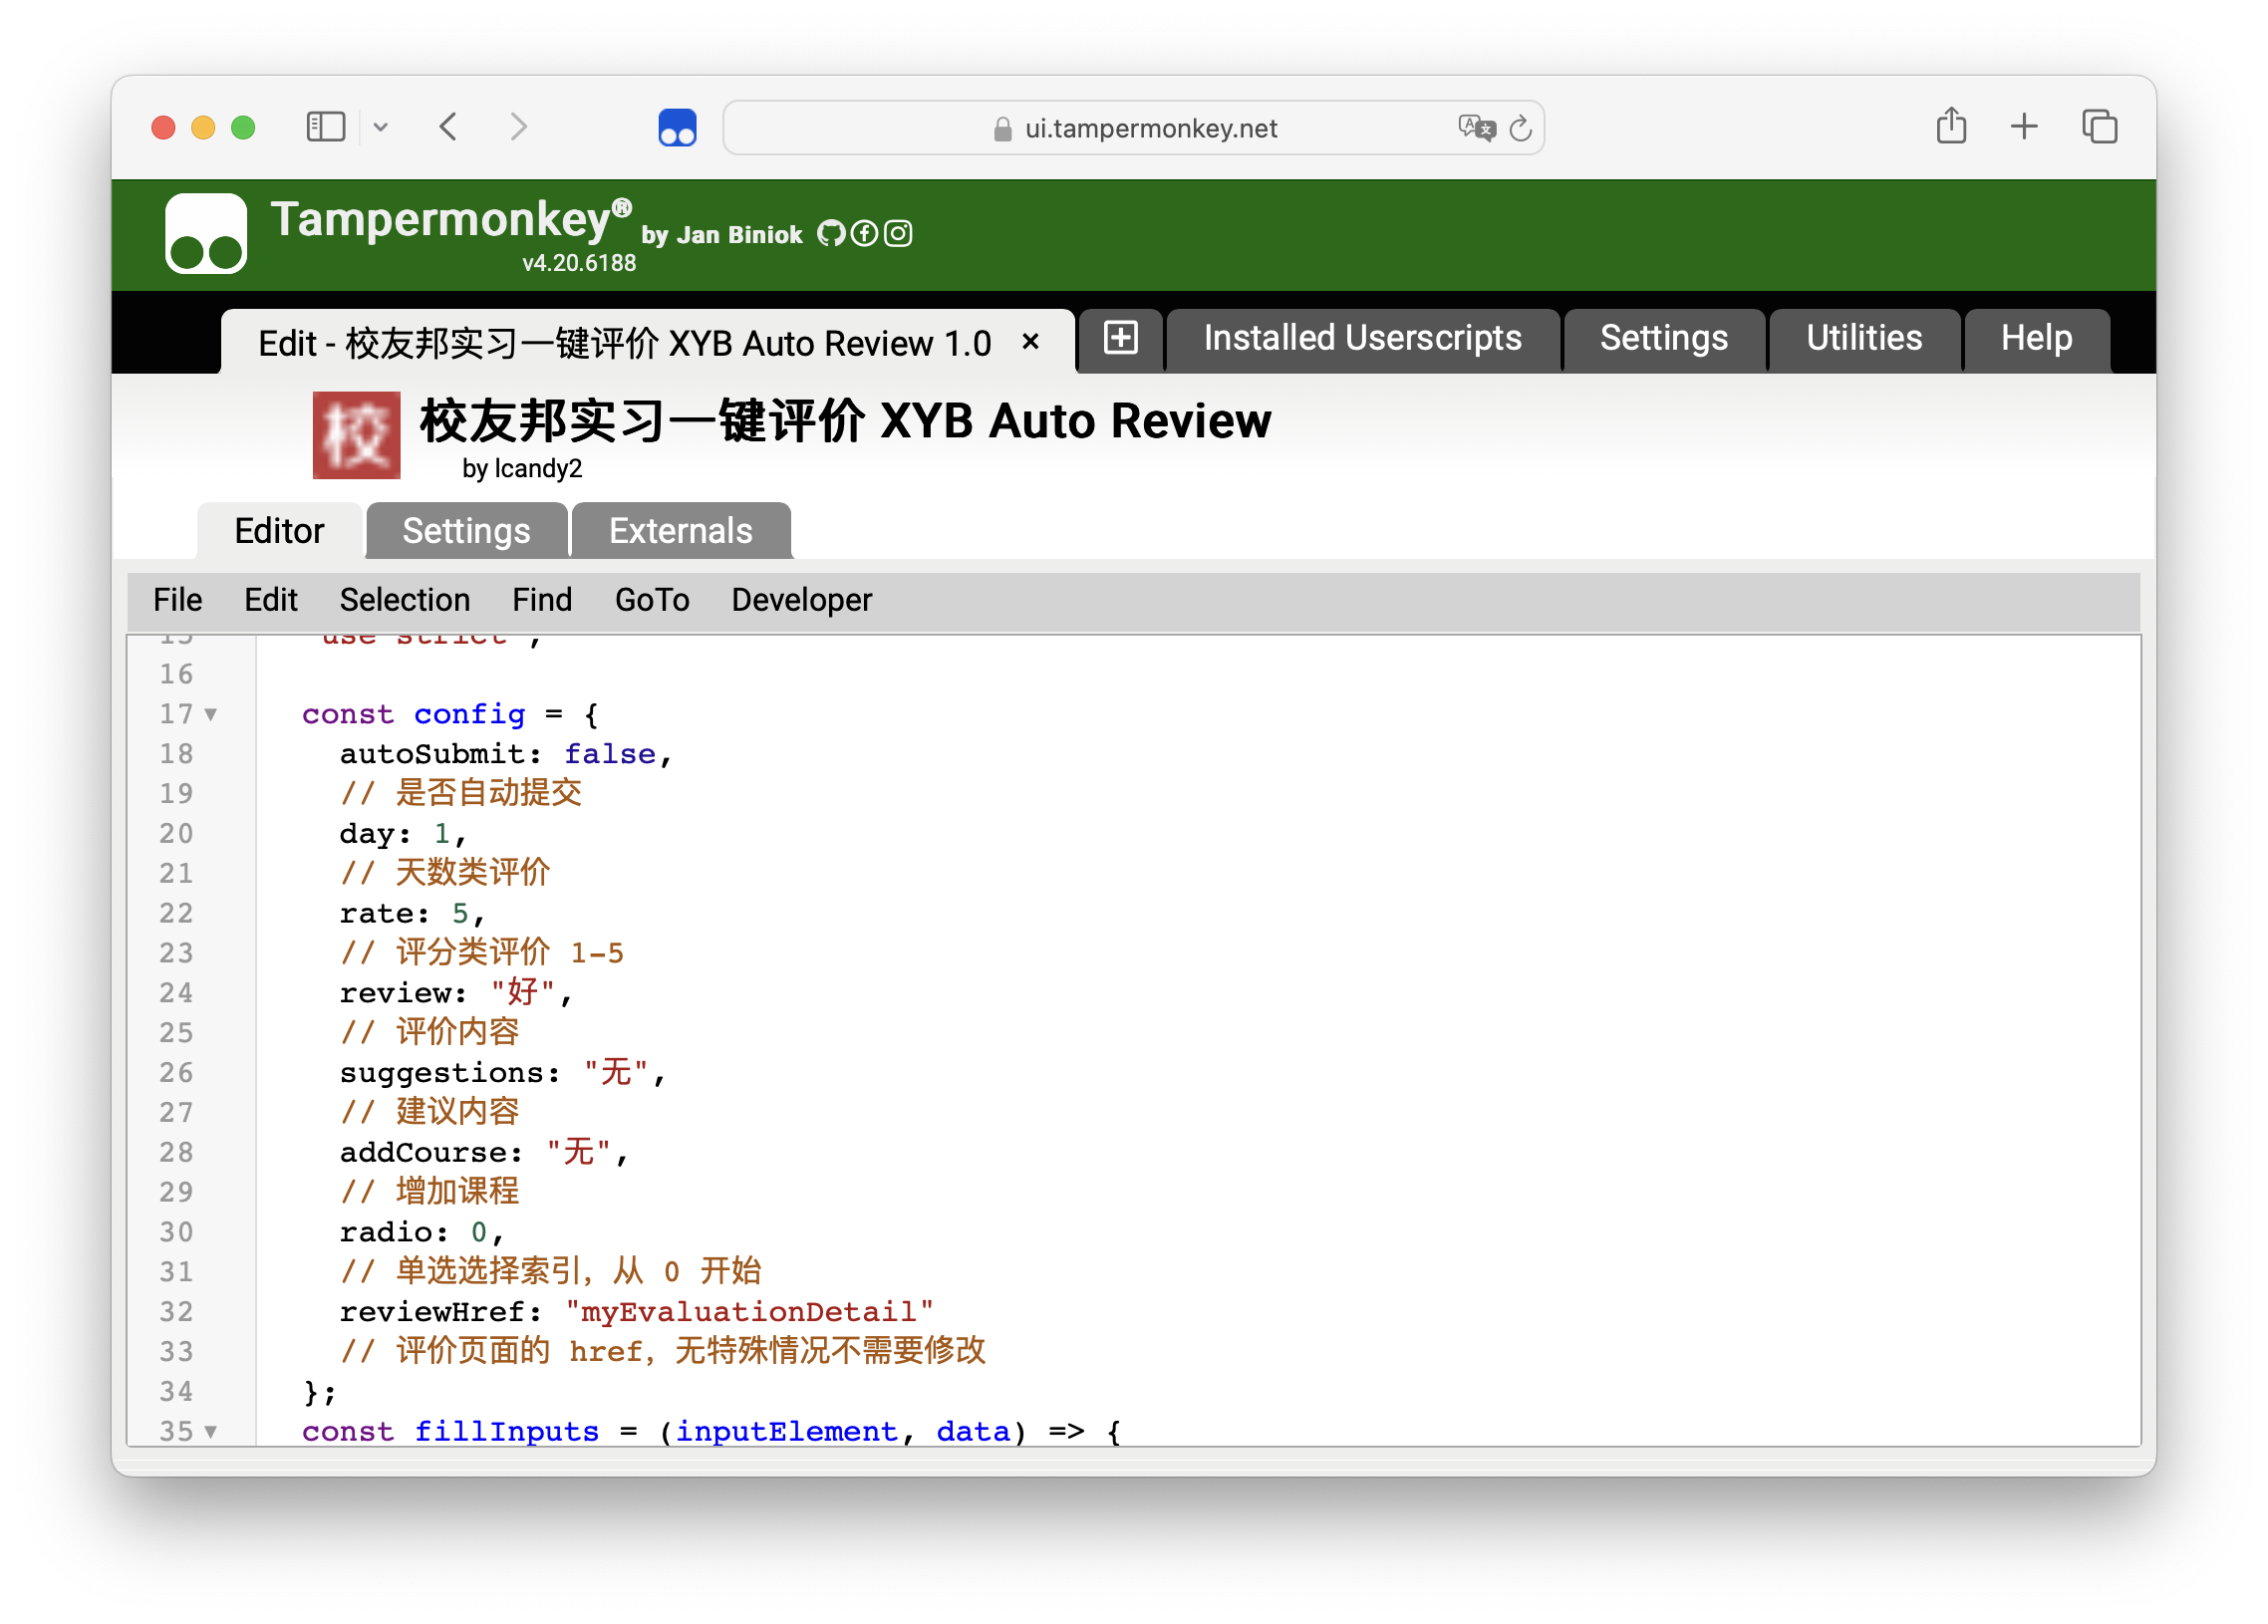 ui.tampermonkey.net
Tampermonkey® by Jan Biniok
v4.20.6188
Edit - 校友邦实习一键评价 XYB Auto Review 1.0 × Installed Userscripts Settings Utilities Help
校 校友邦实习一键评价 XYB Auto Review
by lcandy2
Editor Settings Externals
File Edit Selection Find GoTo Developer
15 'use strict';
16
17 const config = {
18 autoSubmit: false,
19 // 是否自动提交
20 day: 1,
21 // 天数类评价
22 rate: 5,
23 // 评分类评价 1-5
24 review: "好",
25 // 评价内容
26 suggestions: "无",
27 // 建议内容
28 addCourse: "无",
29 // 增加课程
30 radio: 0,
31 // 单选选择索引，从 0 开始
32 reviewHref: "myEvaluationDetail"
33 // 评价页面的 href，无特殊情况不需要修改
34 };
35 const fillInputs = (inputElement, data) => {